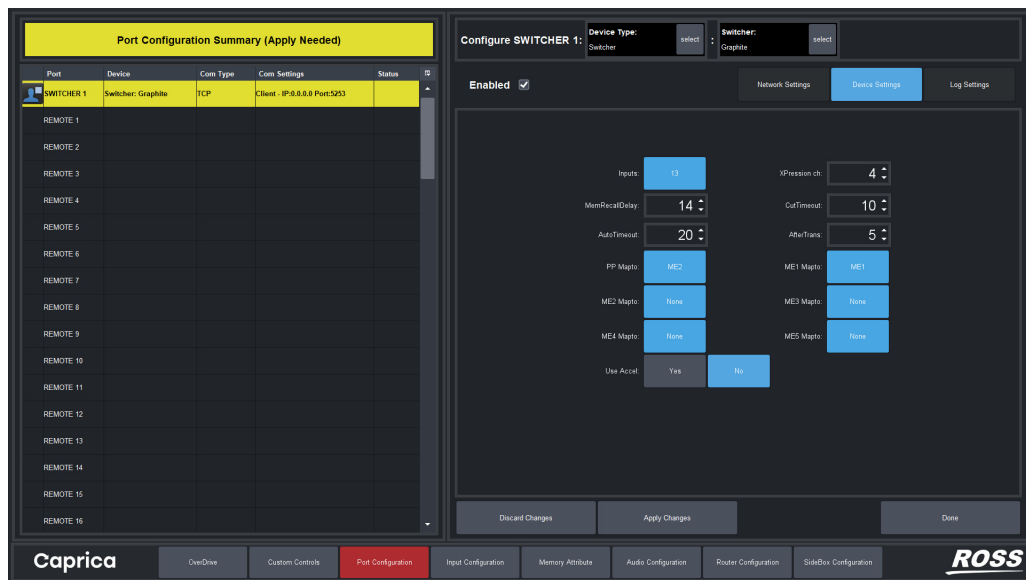 Port Configuration Summary (Apply Needed)
Port Device Com Type Com Settings Status
SWITCHER 1 Switcher: Graphite TCP Client - IP:0.0.0.0 Port:5253
REMOTE 1
REMOTE 2
REMOTE 3
REMOTE 4
REMOTE 5
REMOTE 6
REMOTE 7
REMOTE 8
REMOTE 9
REMOTE 10
REMOTE 11
REMOTE 12
REMOTE 13
REMOTE 14
REMOTE 15
REMOTE 16
Configure SWITCHER 1: Device Type: Switcher select : Switcher: Graphite select
Enabled Network Settings Device Settings Log Settings
Inputs: 13 XPression ch: 4
MemRecallDelay: 14 CutTimeout: 10
AutoTimeout: 20 AfterTrans: 5
PP Mapto: ME2 ME1 Mapto: ME1
ME2 Mapto: None ME3 Mapto: None
ME4 Mapto: None ME5 Mapto: None
Use Accel: Yes No
Discard Changes Apply Changes Done
Caprica OverDrive Custom Controls Port Configuration Input Configuration Memory Attribute Audio Configuration Router Configuration SideBox Configuration ROSS